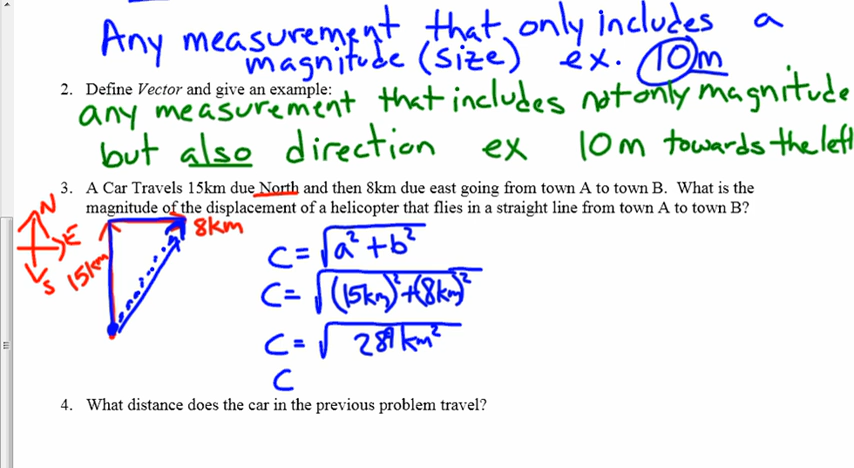 Any measurement that only includes a
magnitude (size) ex. 10m
2. Define Vector and give an example:
any measurement that includes not only magnitude
but also direction ex 10m towards the left
3. A Car Travels 15km due North and then 8km due east going from town A to town B. What is the
magnitude of the displacement of a helicopter that flies in a straight line from town A to town B?
N
E
S
15km
8km
C = √a² + b²
C = √(15km)² + (8km)²
C = √289km²
C
4. What distance does the car in the previous problem travel?